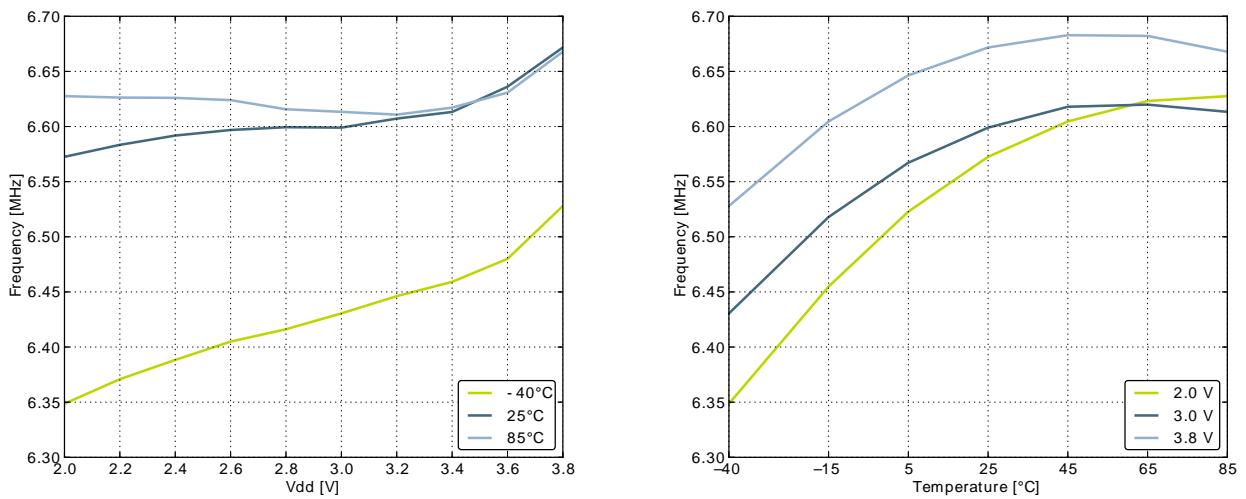 6.70
6.65
6.60
6.55
6.50
6.45
6.40
6.35
6.30
Frequency [MHz]
2.0 2.2 2.4 2.6 2.8 3.0 3.2 3.4 3.6 3.8
Vdd [V]
- 40°C
25°C
85°C
6.70
6.65
6.60
6.55
6.50
6.45
6.40
6.35
6.30
Frequency [MHz]
–40 –15 5 25 45 65 85
Temperature [°C]
2.0 V
3.0 V
3.8 V